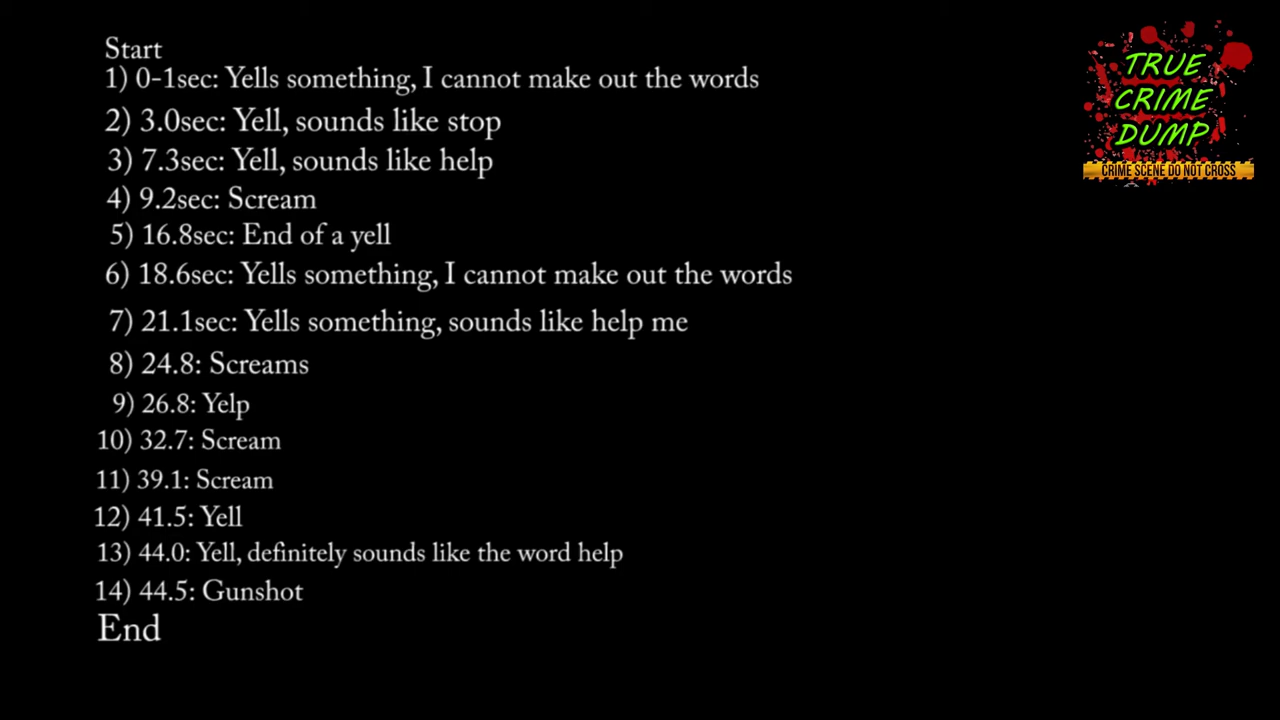 Start
1) 0-1sec: Yells something, I cannot make out the words
2) 3.0sec: Yell, sounds like stop
3) 7.3sec: Yell, sounds like help
4) 9.2sec: Scream
5) 16.8sec: End of a yell
6) 18.6sec: Yells something, I cannot make out the words
7) 21.1sec: Yells something, sounds like help me
8) 24.8: Screams
9) 26.8: Yelp
10) 32.7: Scream
11) 39.1: Scream
12) 41.5: Yell
13) 44.0: Yell, definitely sounds like the word help
14) 44.5: Gunshot
End
TRUE
CRIME
DUMP
CRIME SCENE DO NOT CROSS